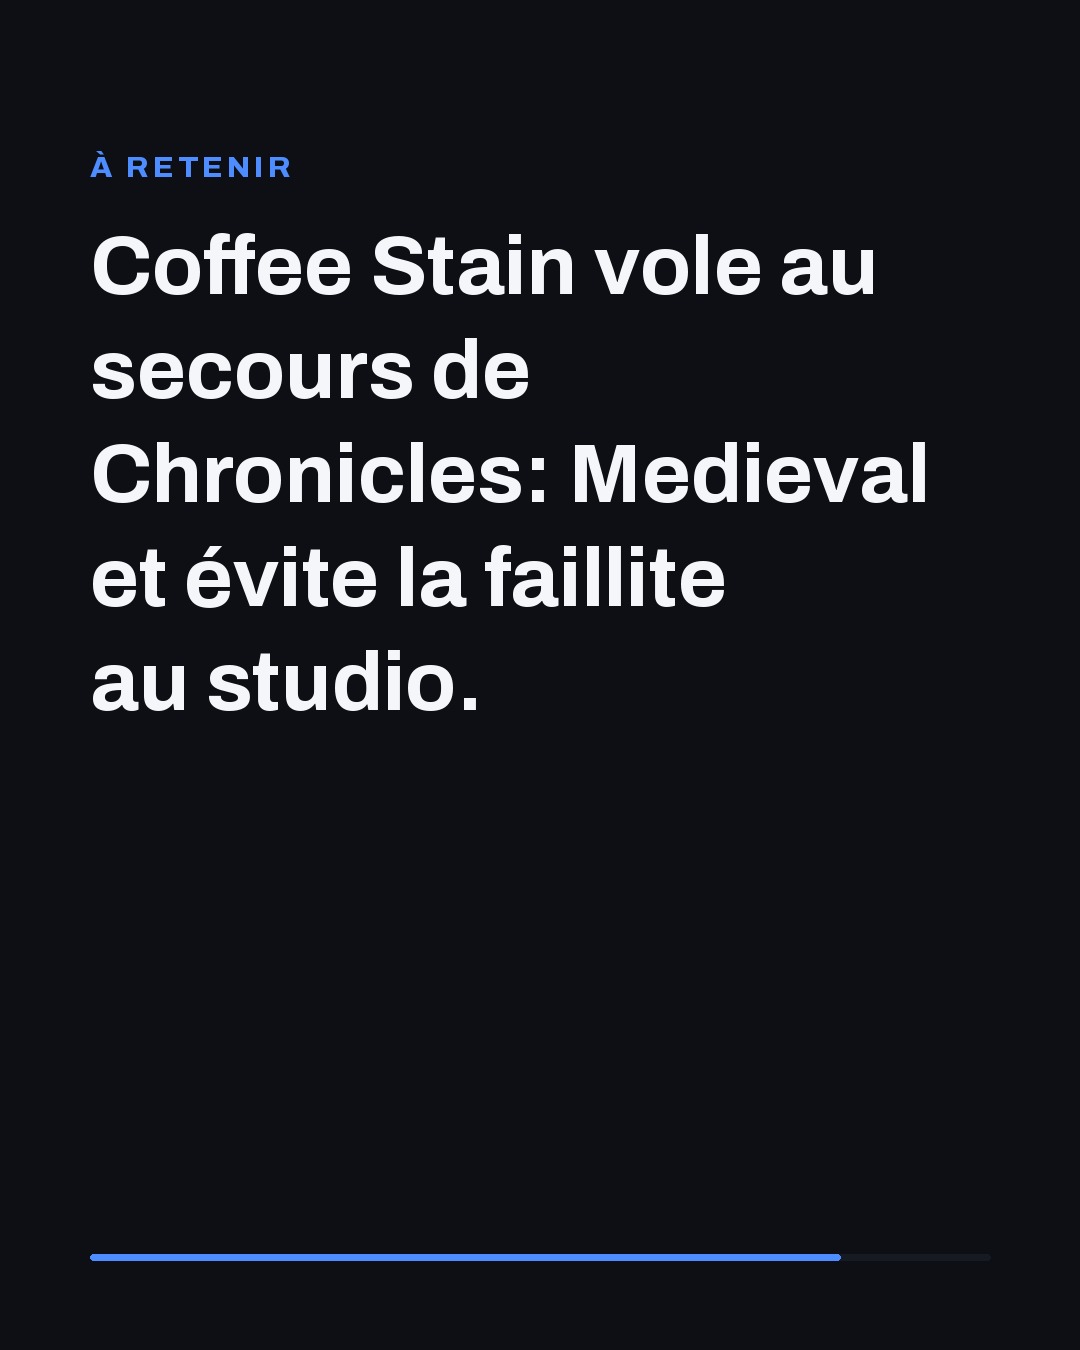 À RETENIR
Coffee Stain vole au
secours de
Chronicles: Medieval
et évite la faillite
au studio.